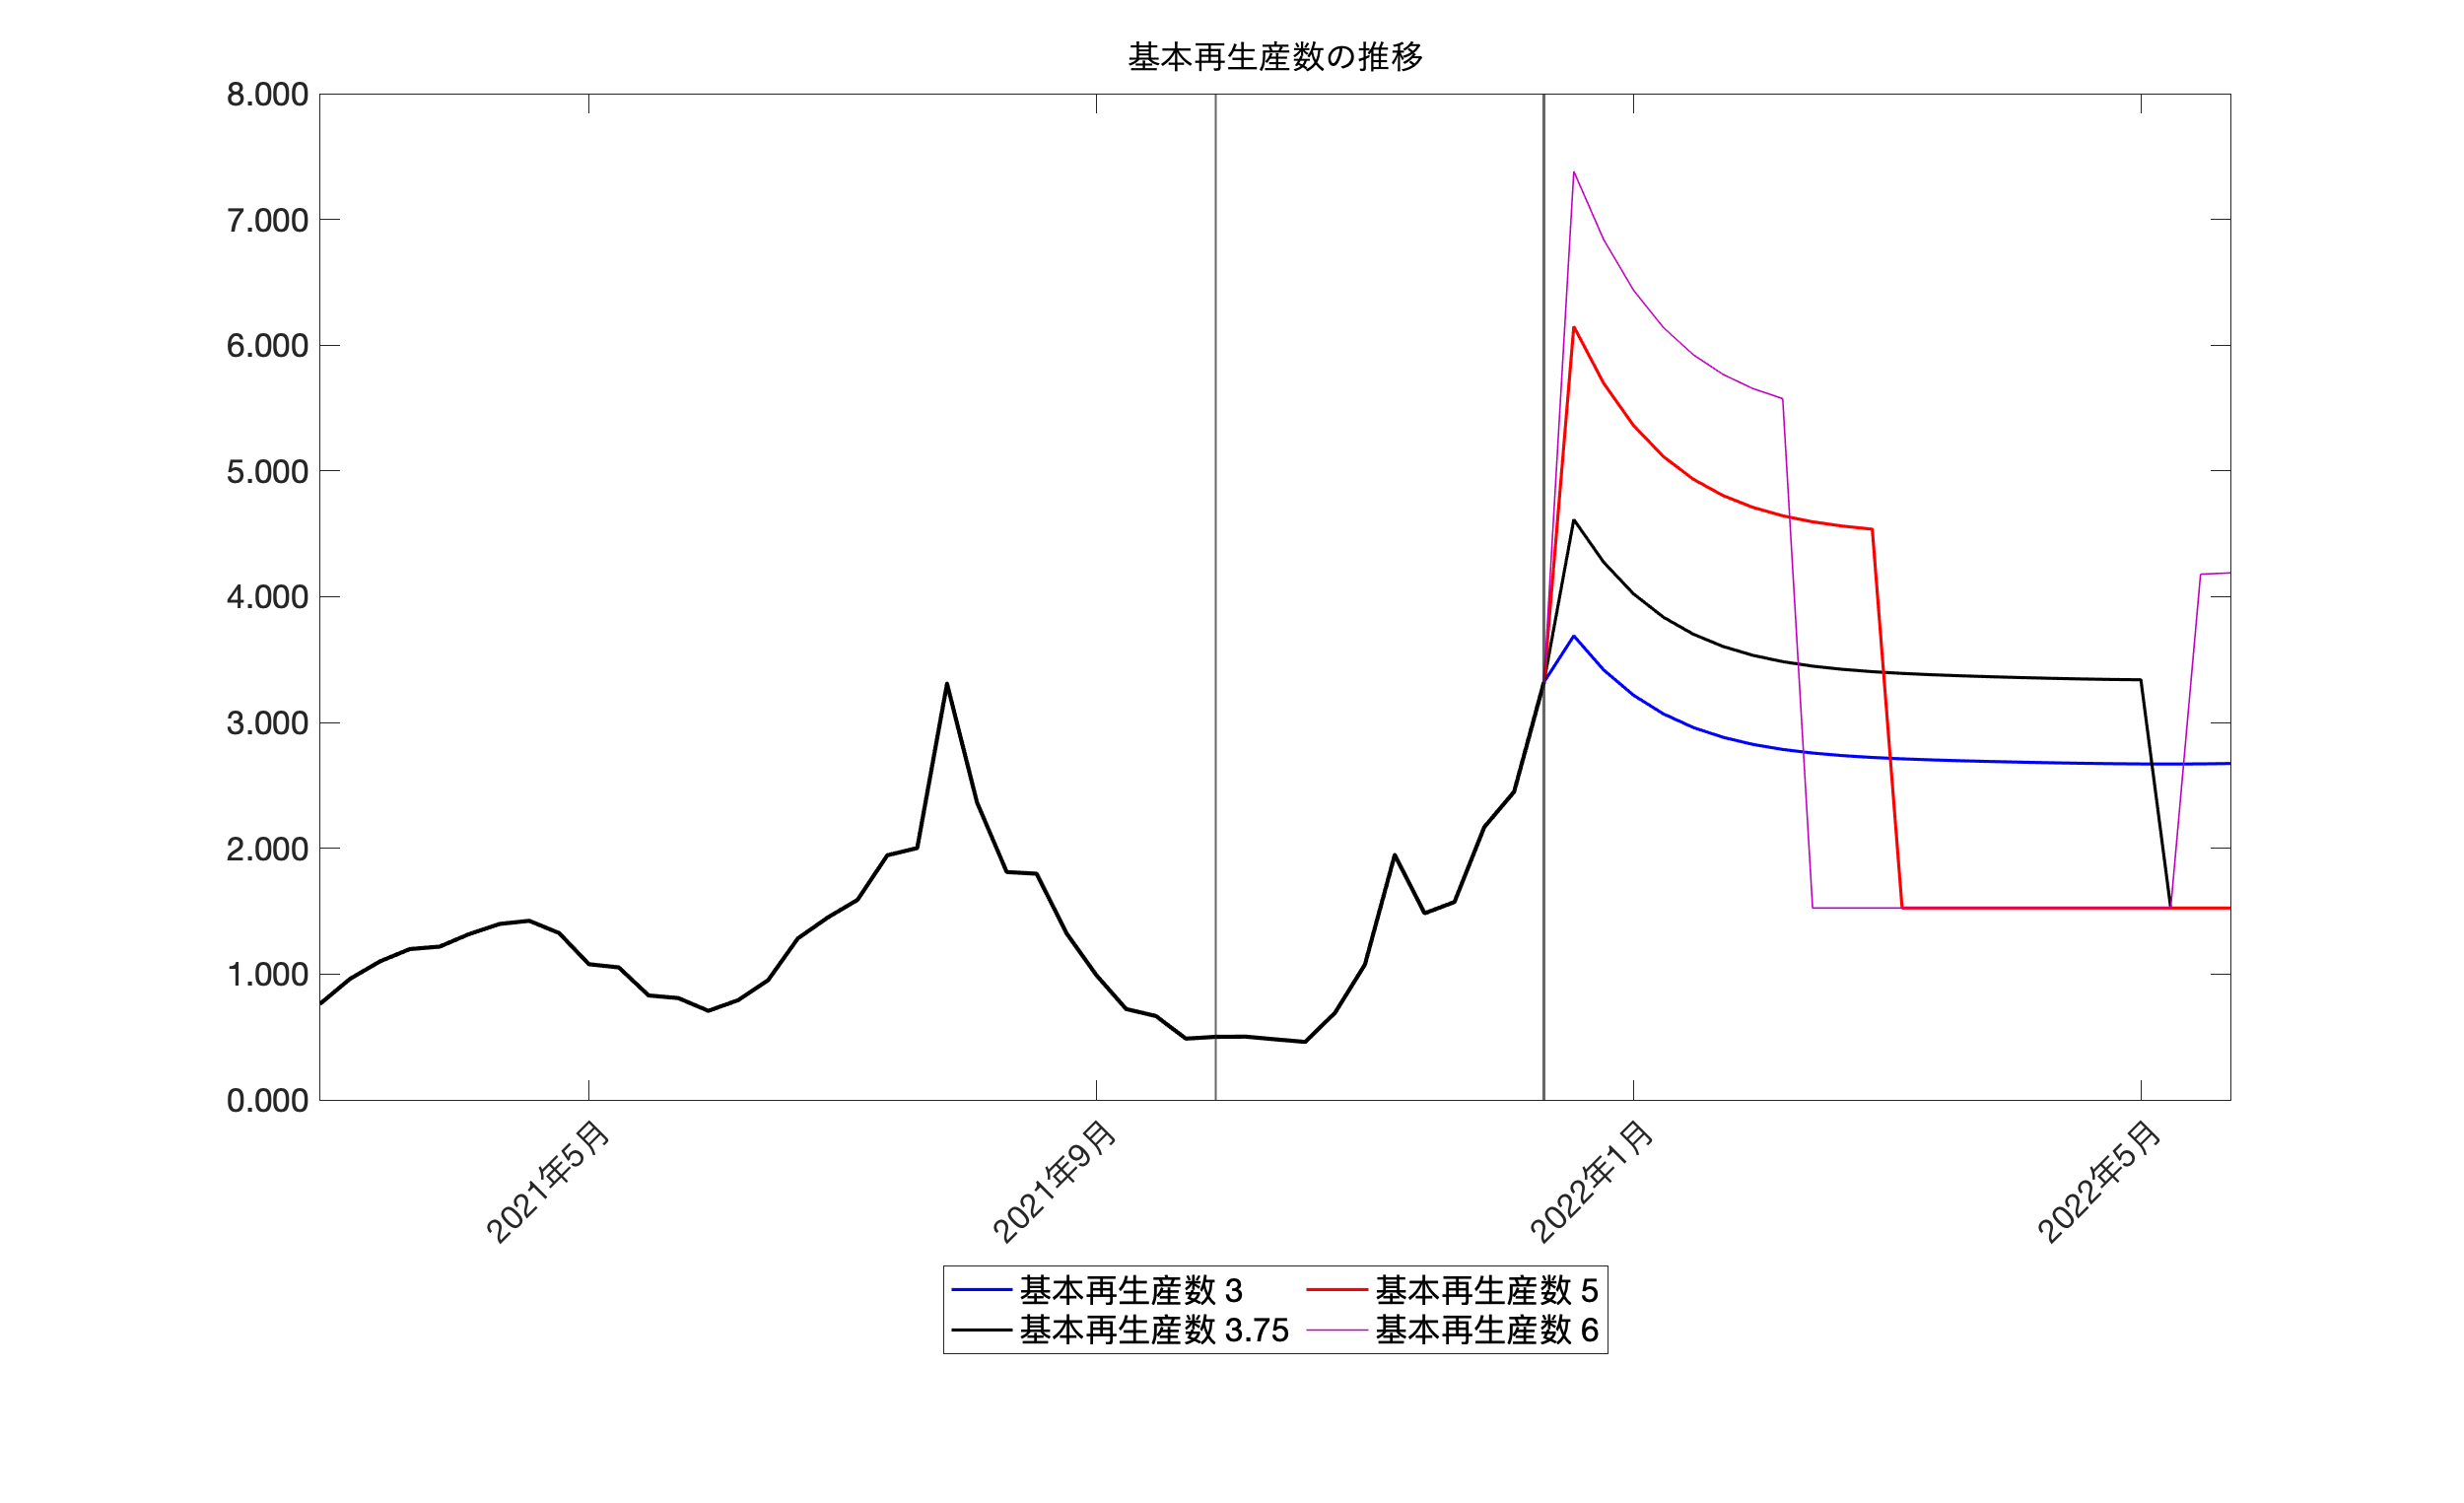 基本再生産数の推移
8.000
7.000
6.000
5.000
4.000
3.000
2.000
1.000
0.000
2021年5月
2021年9月
2022年1月
2022年5月
基本再生産数 3
基本再生産数 5
基本再生産数 3.75
基本再生産数 6